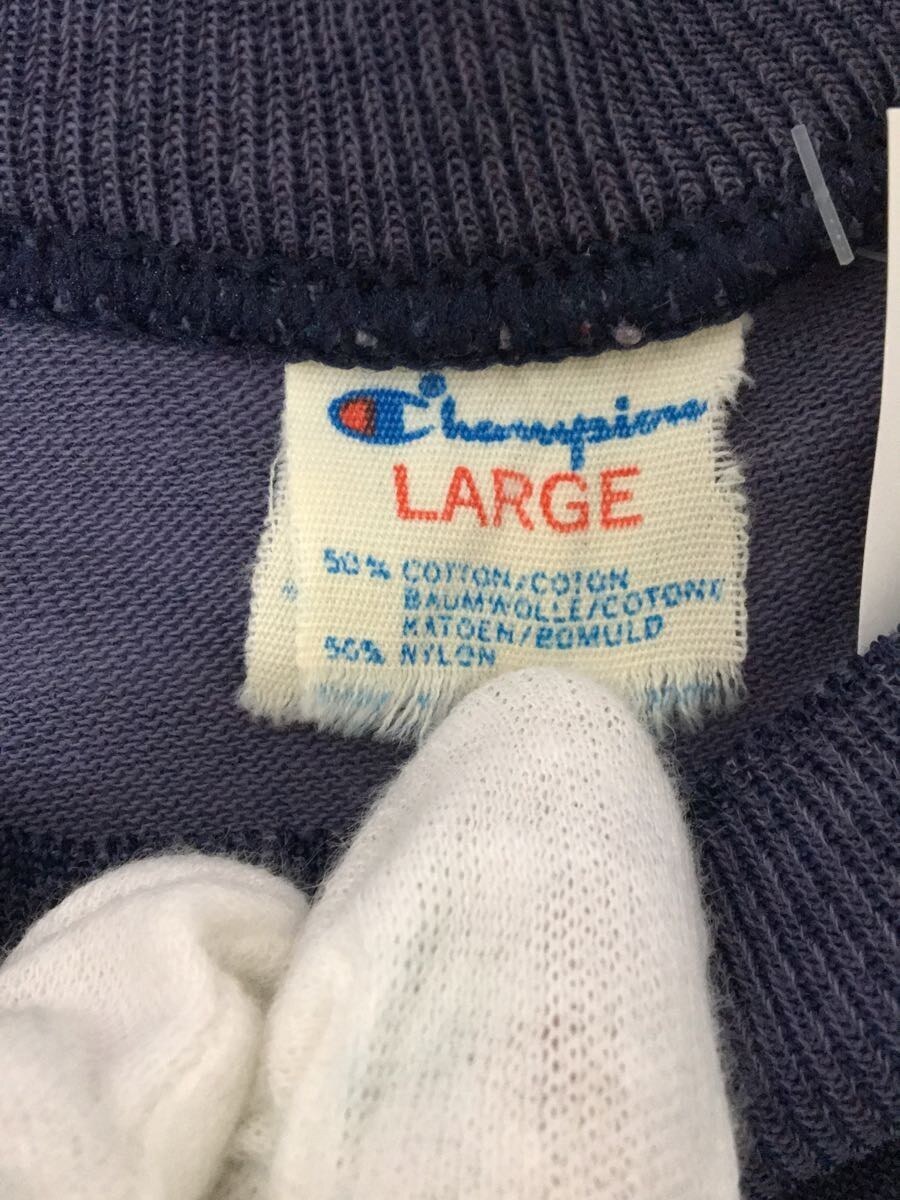 Champion
LARGE
50% COTTON/COTON
BAUMWOLLE/COTONE
KATOEN/BOMULD
50% NYLON